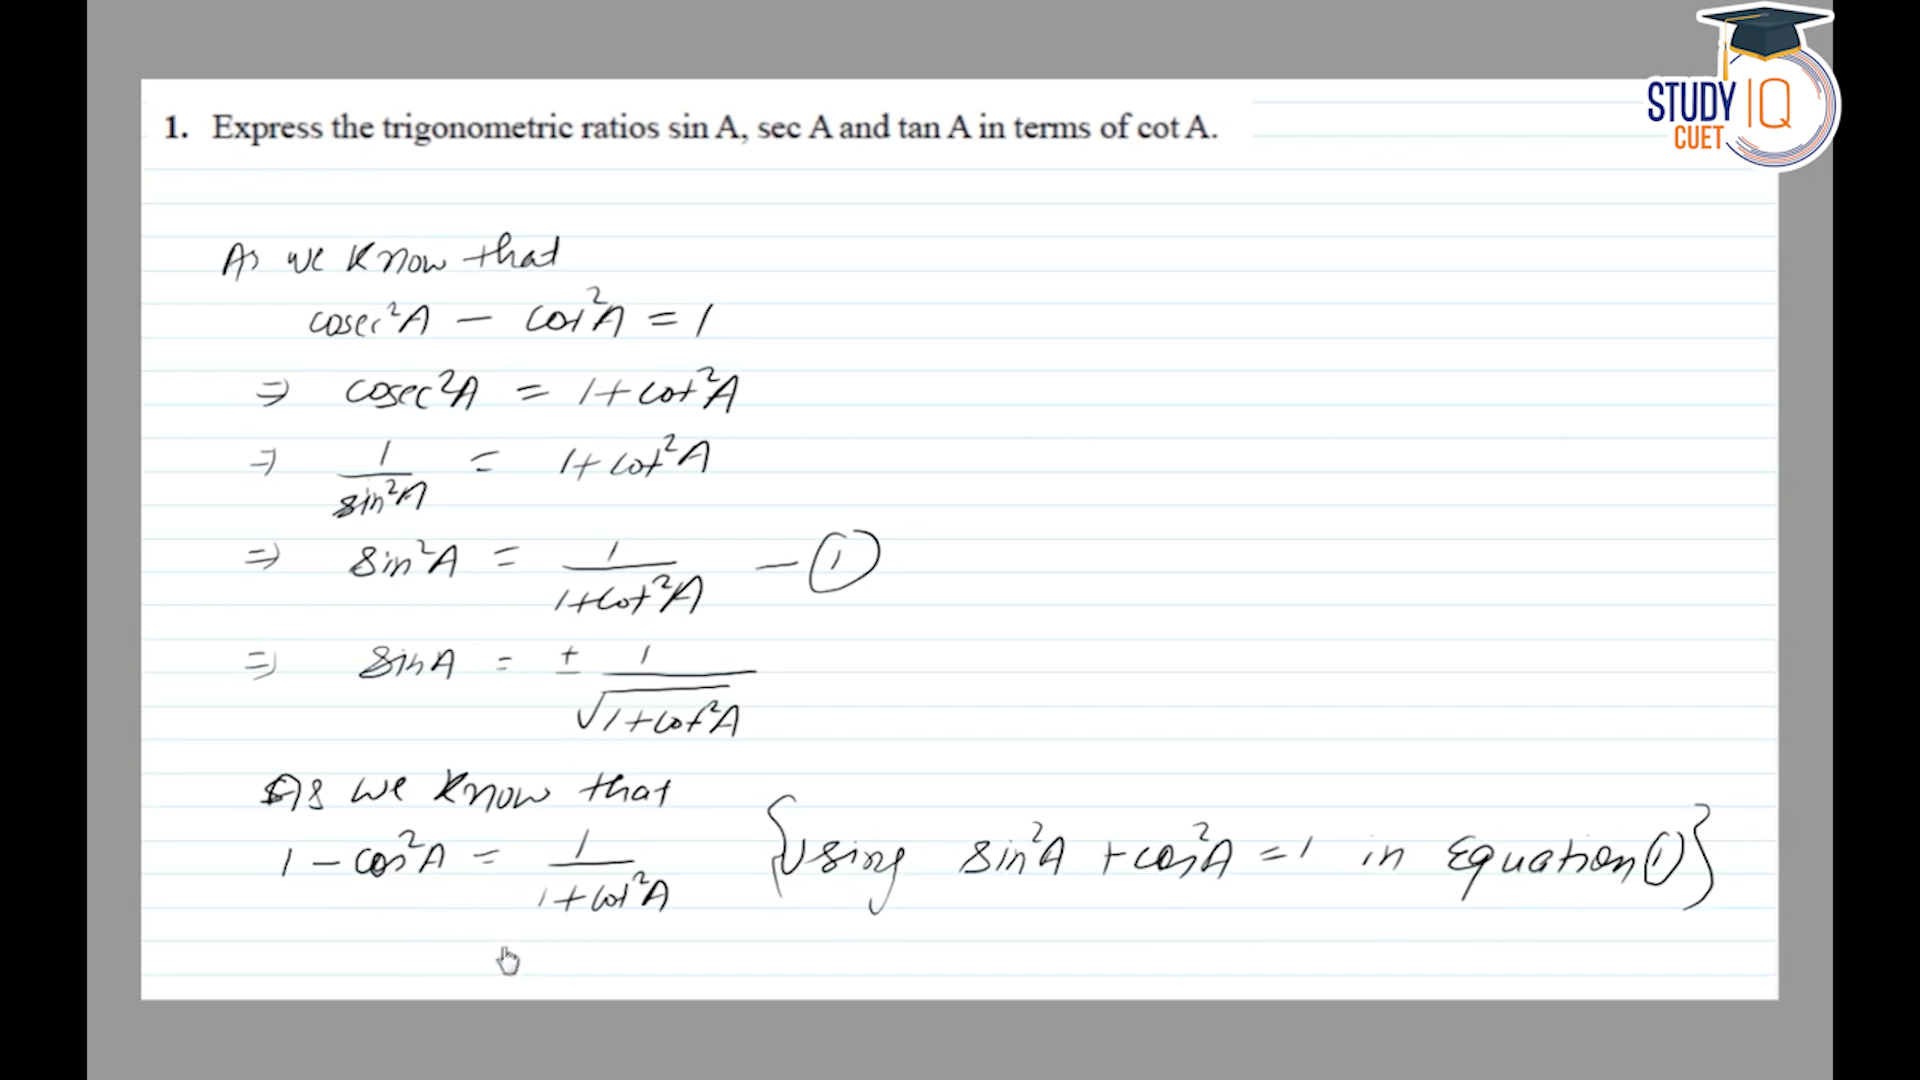 STUDY IQ
CUET
1. Express the trigonometric ratios sin A, sec A and tan A in terms of cot A.
As we know that
cosec²A – cot²A = 1
⇒ cosec²A = 1+cot²A
⇒ 1/sin²A = 1+cot²A
⇒ sin²A = 1/(1+cot²A) – ①
⇒ sinA = ± 1/√(1+cot²A)
As we know that
1 – cos²A = 1/(1+cot²A) {Using sin²A + cos²A = 1 in Equation ①}